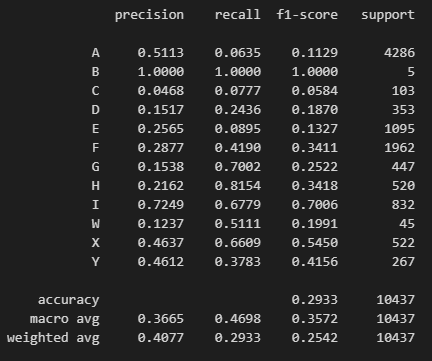 precision recall f1-score support
A 0.5113 0.0635 0.1129 4286
B 1.0000 1.0000 1.0000 5
C 0.0468 0.0777 0.0584 103
D 0.1517 0.2436 0.1870 353
E 0.2565 0.0895 0.1327 1095
F 0.2877 0.4190 0.3411 1962
G 0.1538 0.7002 0.2522 447
H 0.2162 0.8154 0.3418 520
I 0.7249 0.6779 0.7006 832
W 0.1237 0.5111 0.1991 45
X 0.4637 0.6609 0.5450 522
Y 0.4612 0.3783 0.4156 267
accuracy 0.2933 10437
macro avg 0.3665 0.4698 0.3572 10437
weighted avg 0.4077 0.2933 0.2542 10437